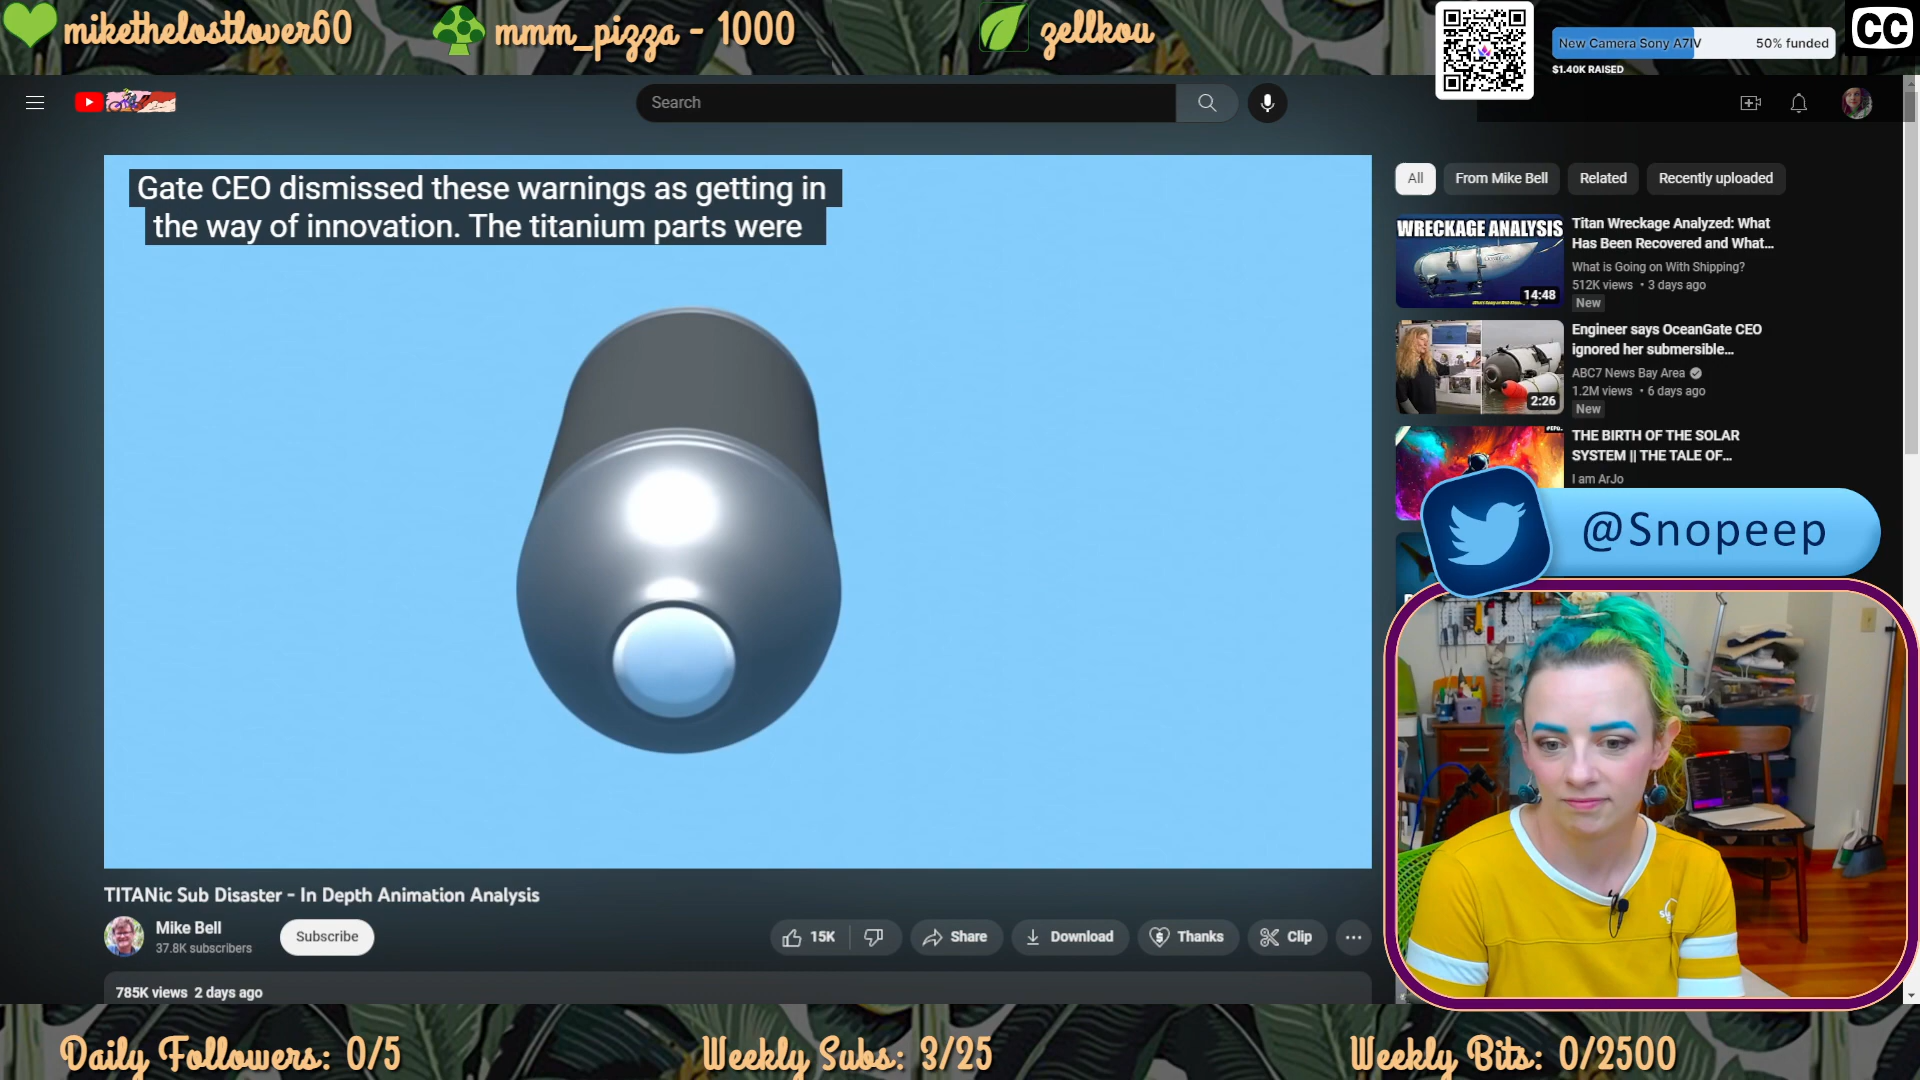 mikethelostlover60
mmm_pizza - 1000
zellkou
New Camera Sony A7IV
50% funded
$1.40K RAISED
CC
Search
Gate CEO dismissed these warnings as getting in
the way of innovation. The titanium parts were
All
From Mike Bell
Related
Recently uploaded
WRECKAGE ANALYSIS
14:48
Titan Wreckage Analyzed: What
Has Been Recovered and What...
What is Going on With Shipping?
512K views • 3 days ago
New
2:26
Engineer says OceanGate CEO
ignored her submersible...
ABC7 News Bay Area
1.2M views • 6 days ago
New
THE BIRTH OF THE SOLAR
SYSTEM || THE TALE OF...
I am ArJo
@Snopeep
TITANic Sub Disaster - In Depth Animation Analysis
Mike Bell
37.8K subscribers
Subscribe
15K
Share
Download
Thanks
Clip
785K views 2 days ago
Daily Followers: 0/5
Weekly Subs: 3/25
Weekly Bits: 0/2500